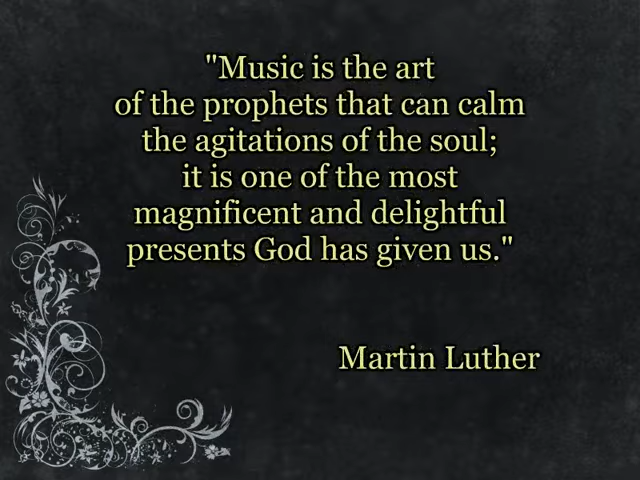 "Music is the art
of the prophets that can calm
the agitations of the soul;
it is one of the most
magnificent and delightful
presents God has given us."
Martin Luther